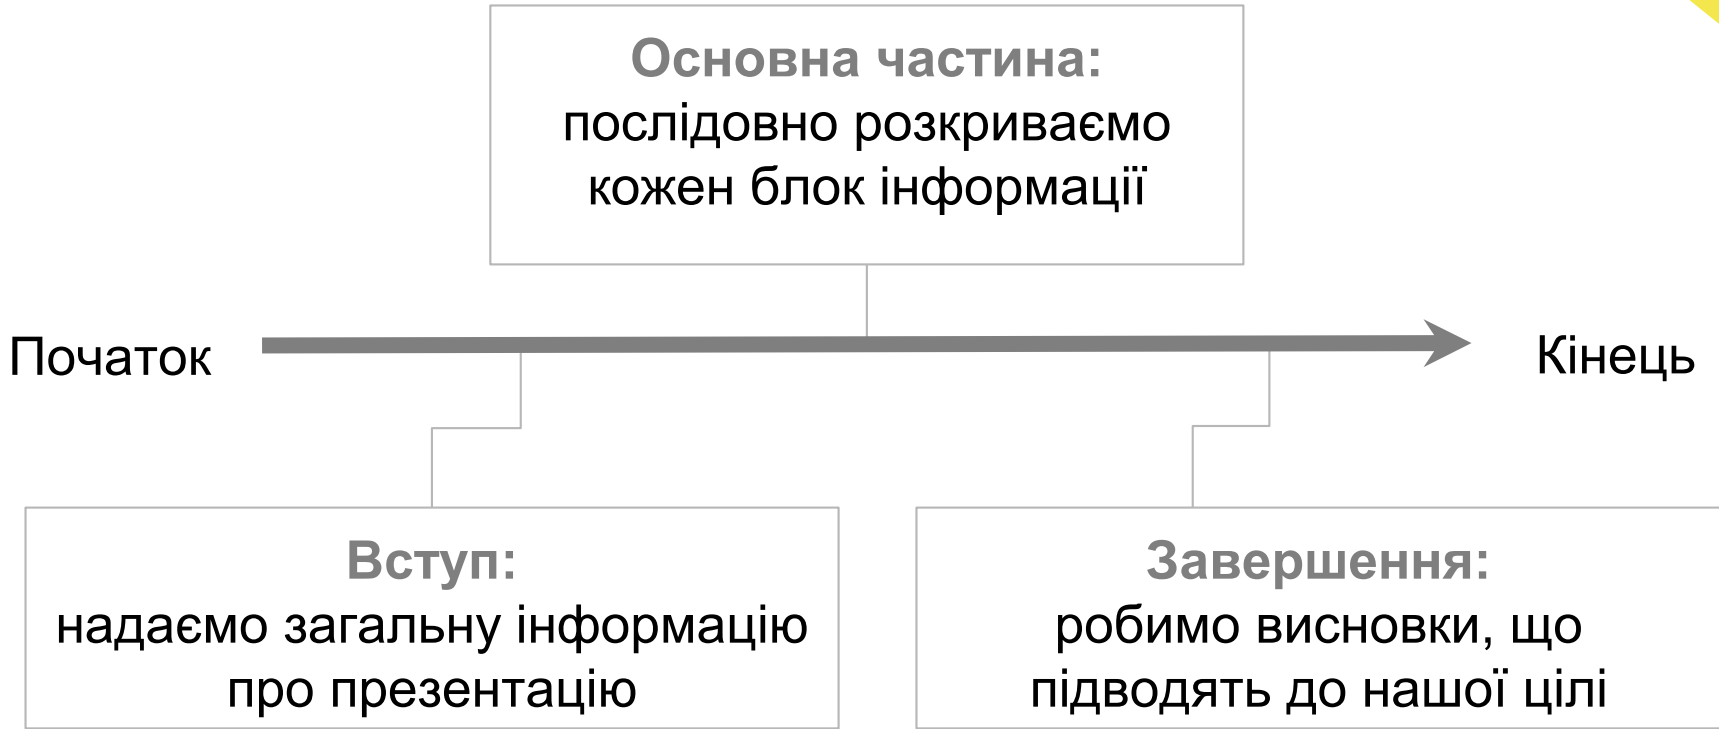 Основна частина:
послідовно розкриваємо
кожен блок інформації
Початок
Кінець
Вступ:
надаємо загальну інформацію
про презентацію
Завершення:
робимо висновки, що
підводять до нашої цілі